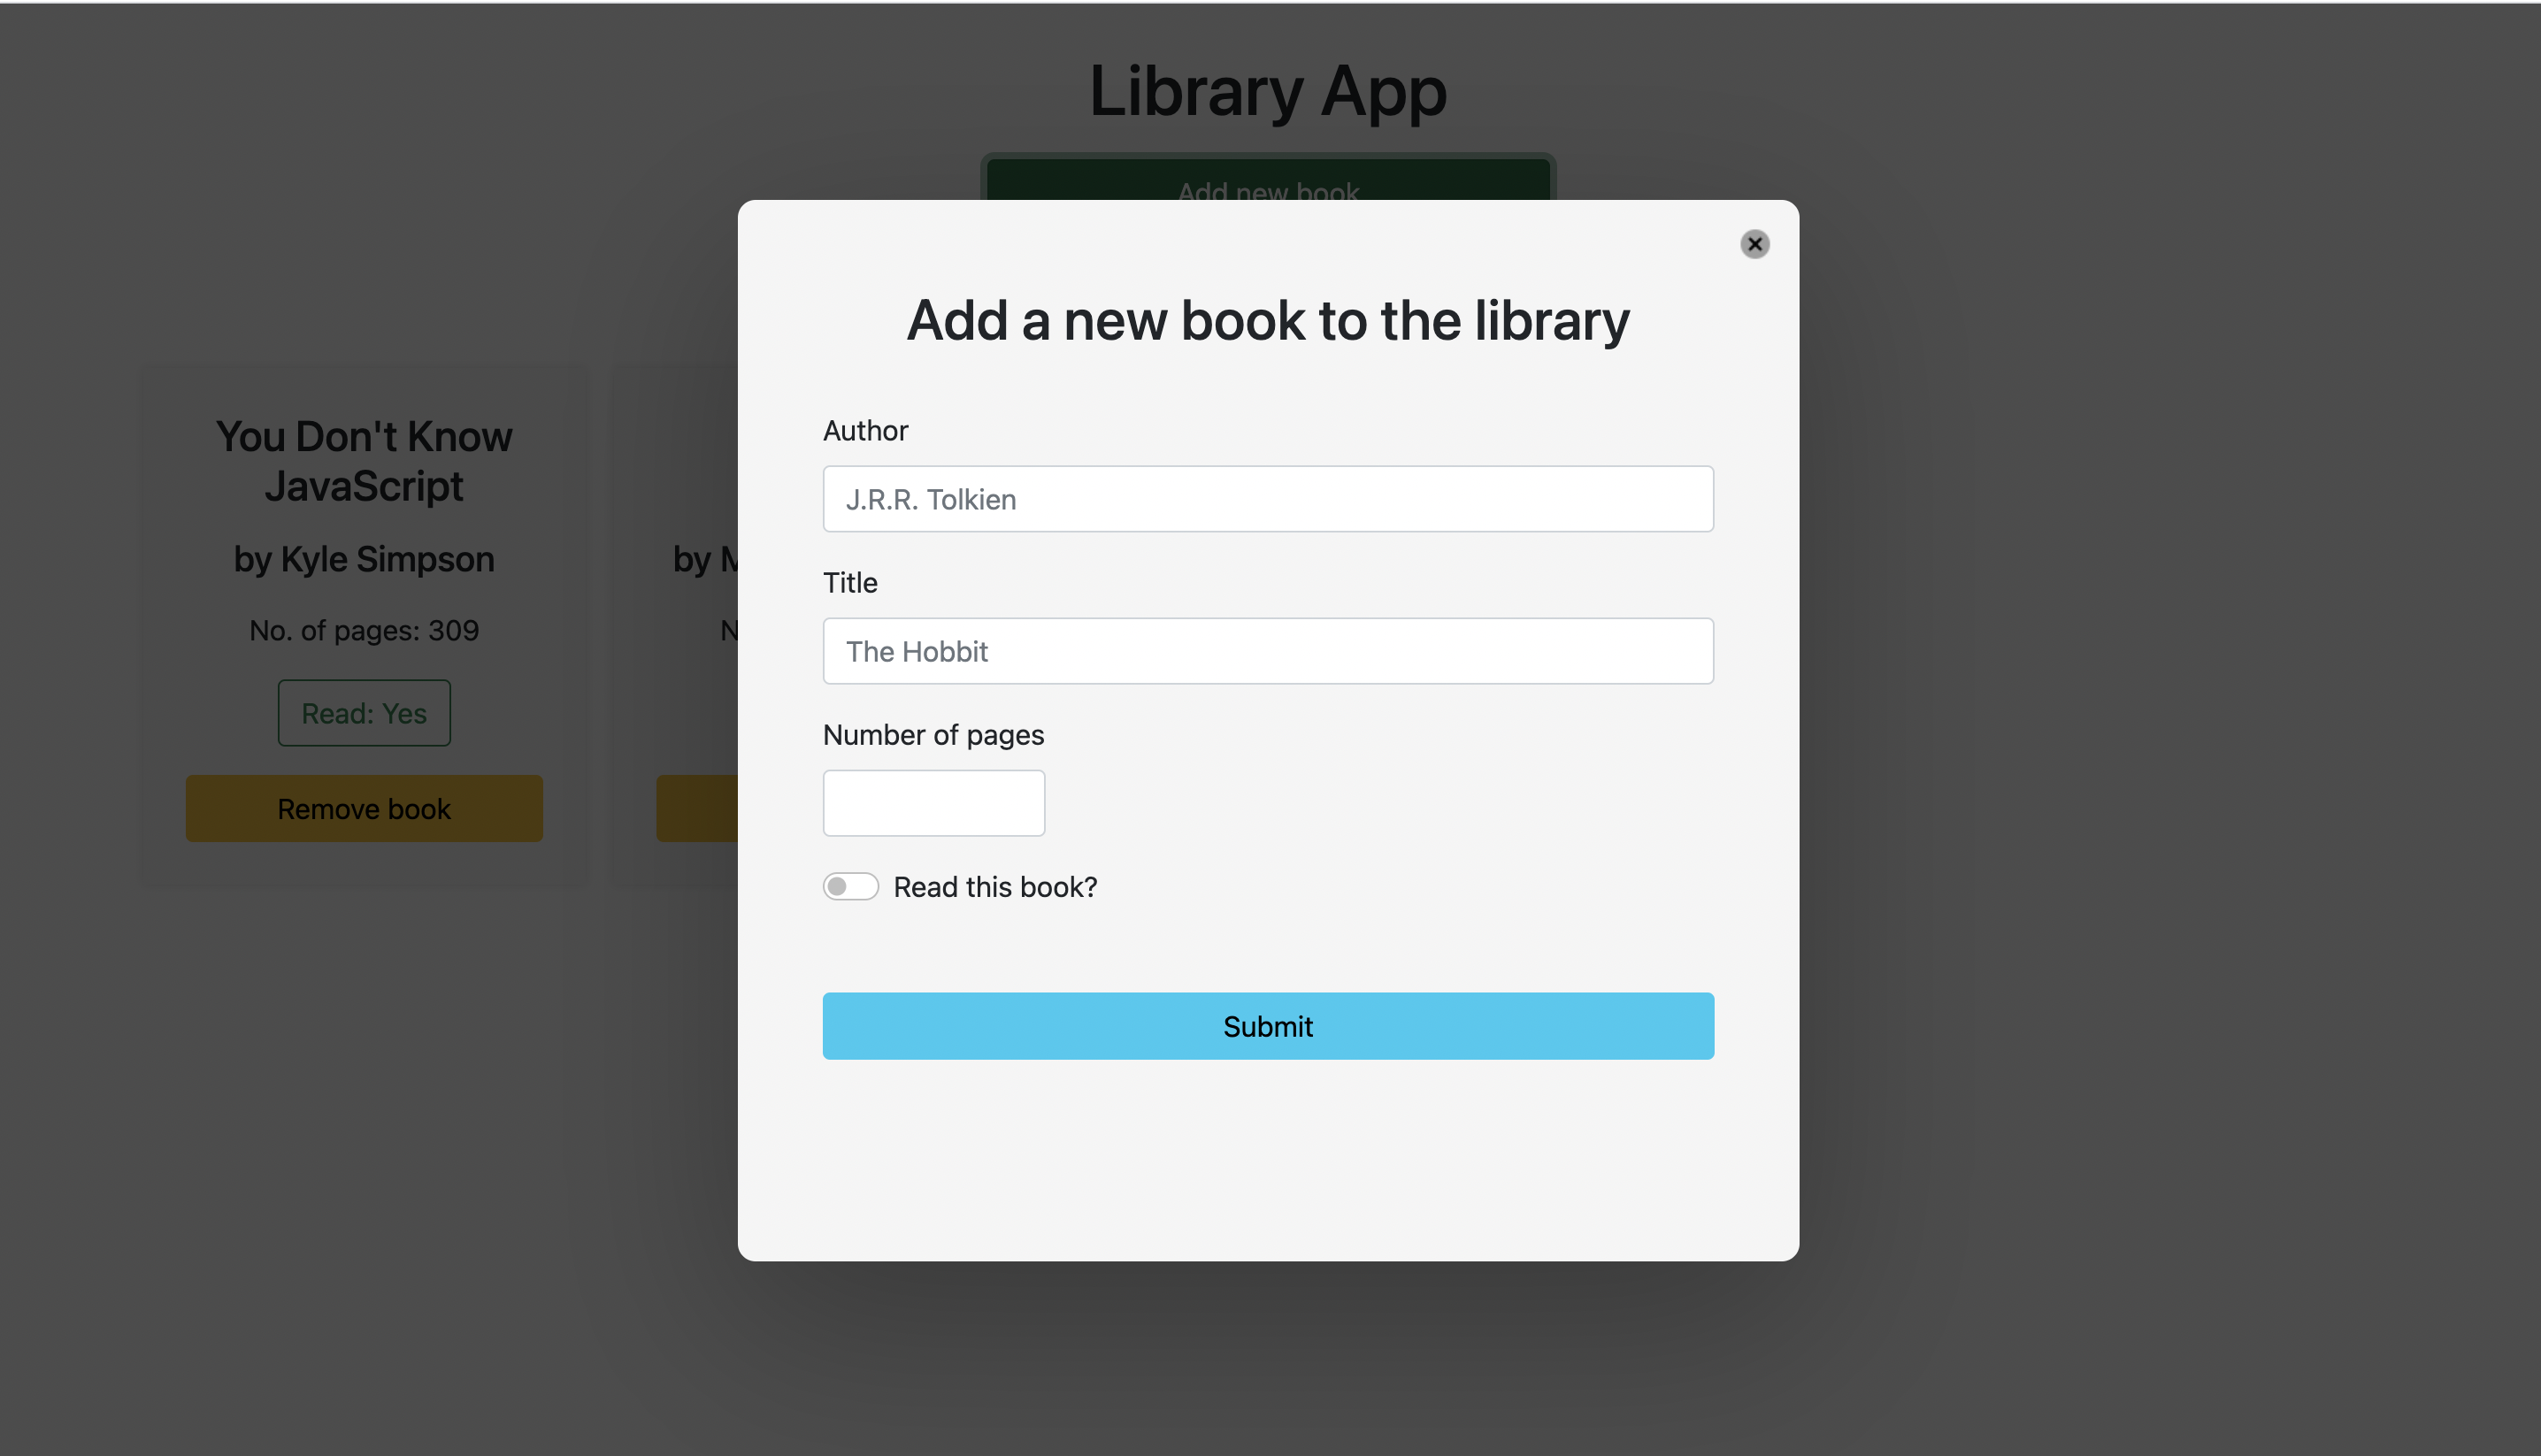 Library App
Add new book
Add a new book to the library
Author
J.R.R. Tolkien
Title
The Hobbit
Number of pages
Read this book?
Submit
You Don't Know
JavaScript
by Kyle Simpson
No. of pages: 309
Read: Yes
Remove book
by